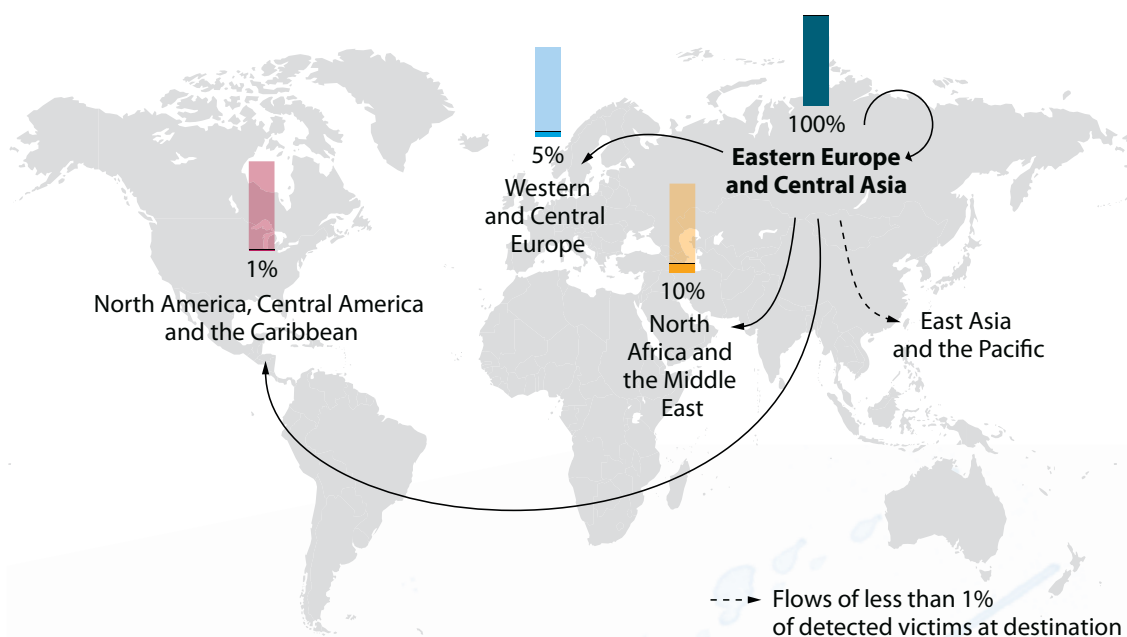 100%
Eastern Europe
and Central Asia
5%
Western
and Central
Europe
1%
North America, Central America
and the Caribbean
10%
North
Africa and
the Middle
East
East Asia
and the Pacific
Flows of less than 1%
of detected victims at destination